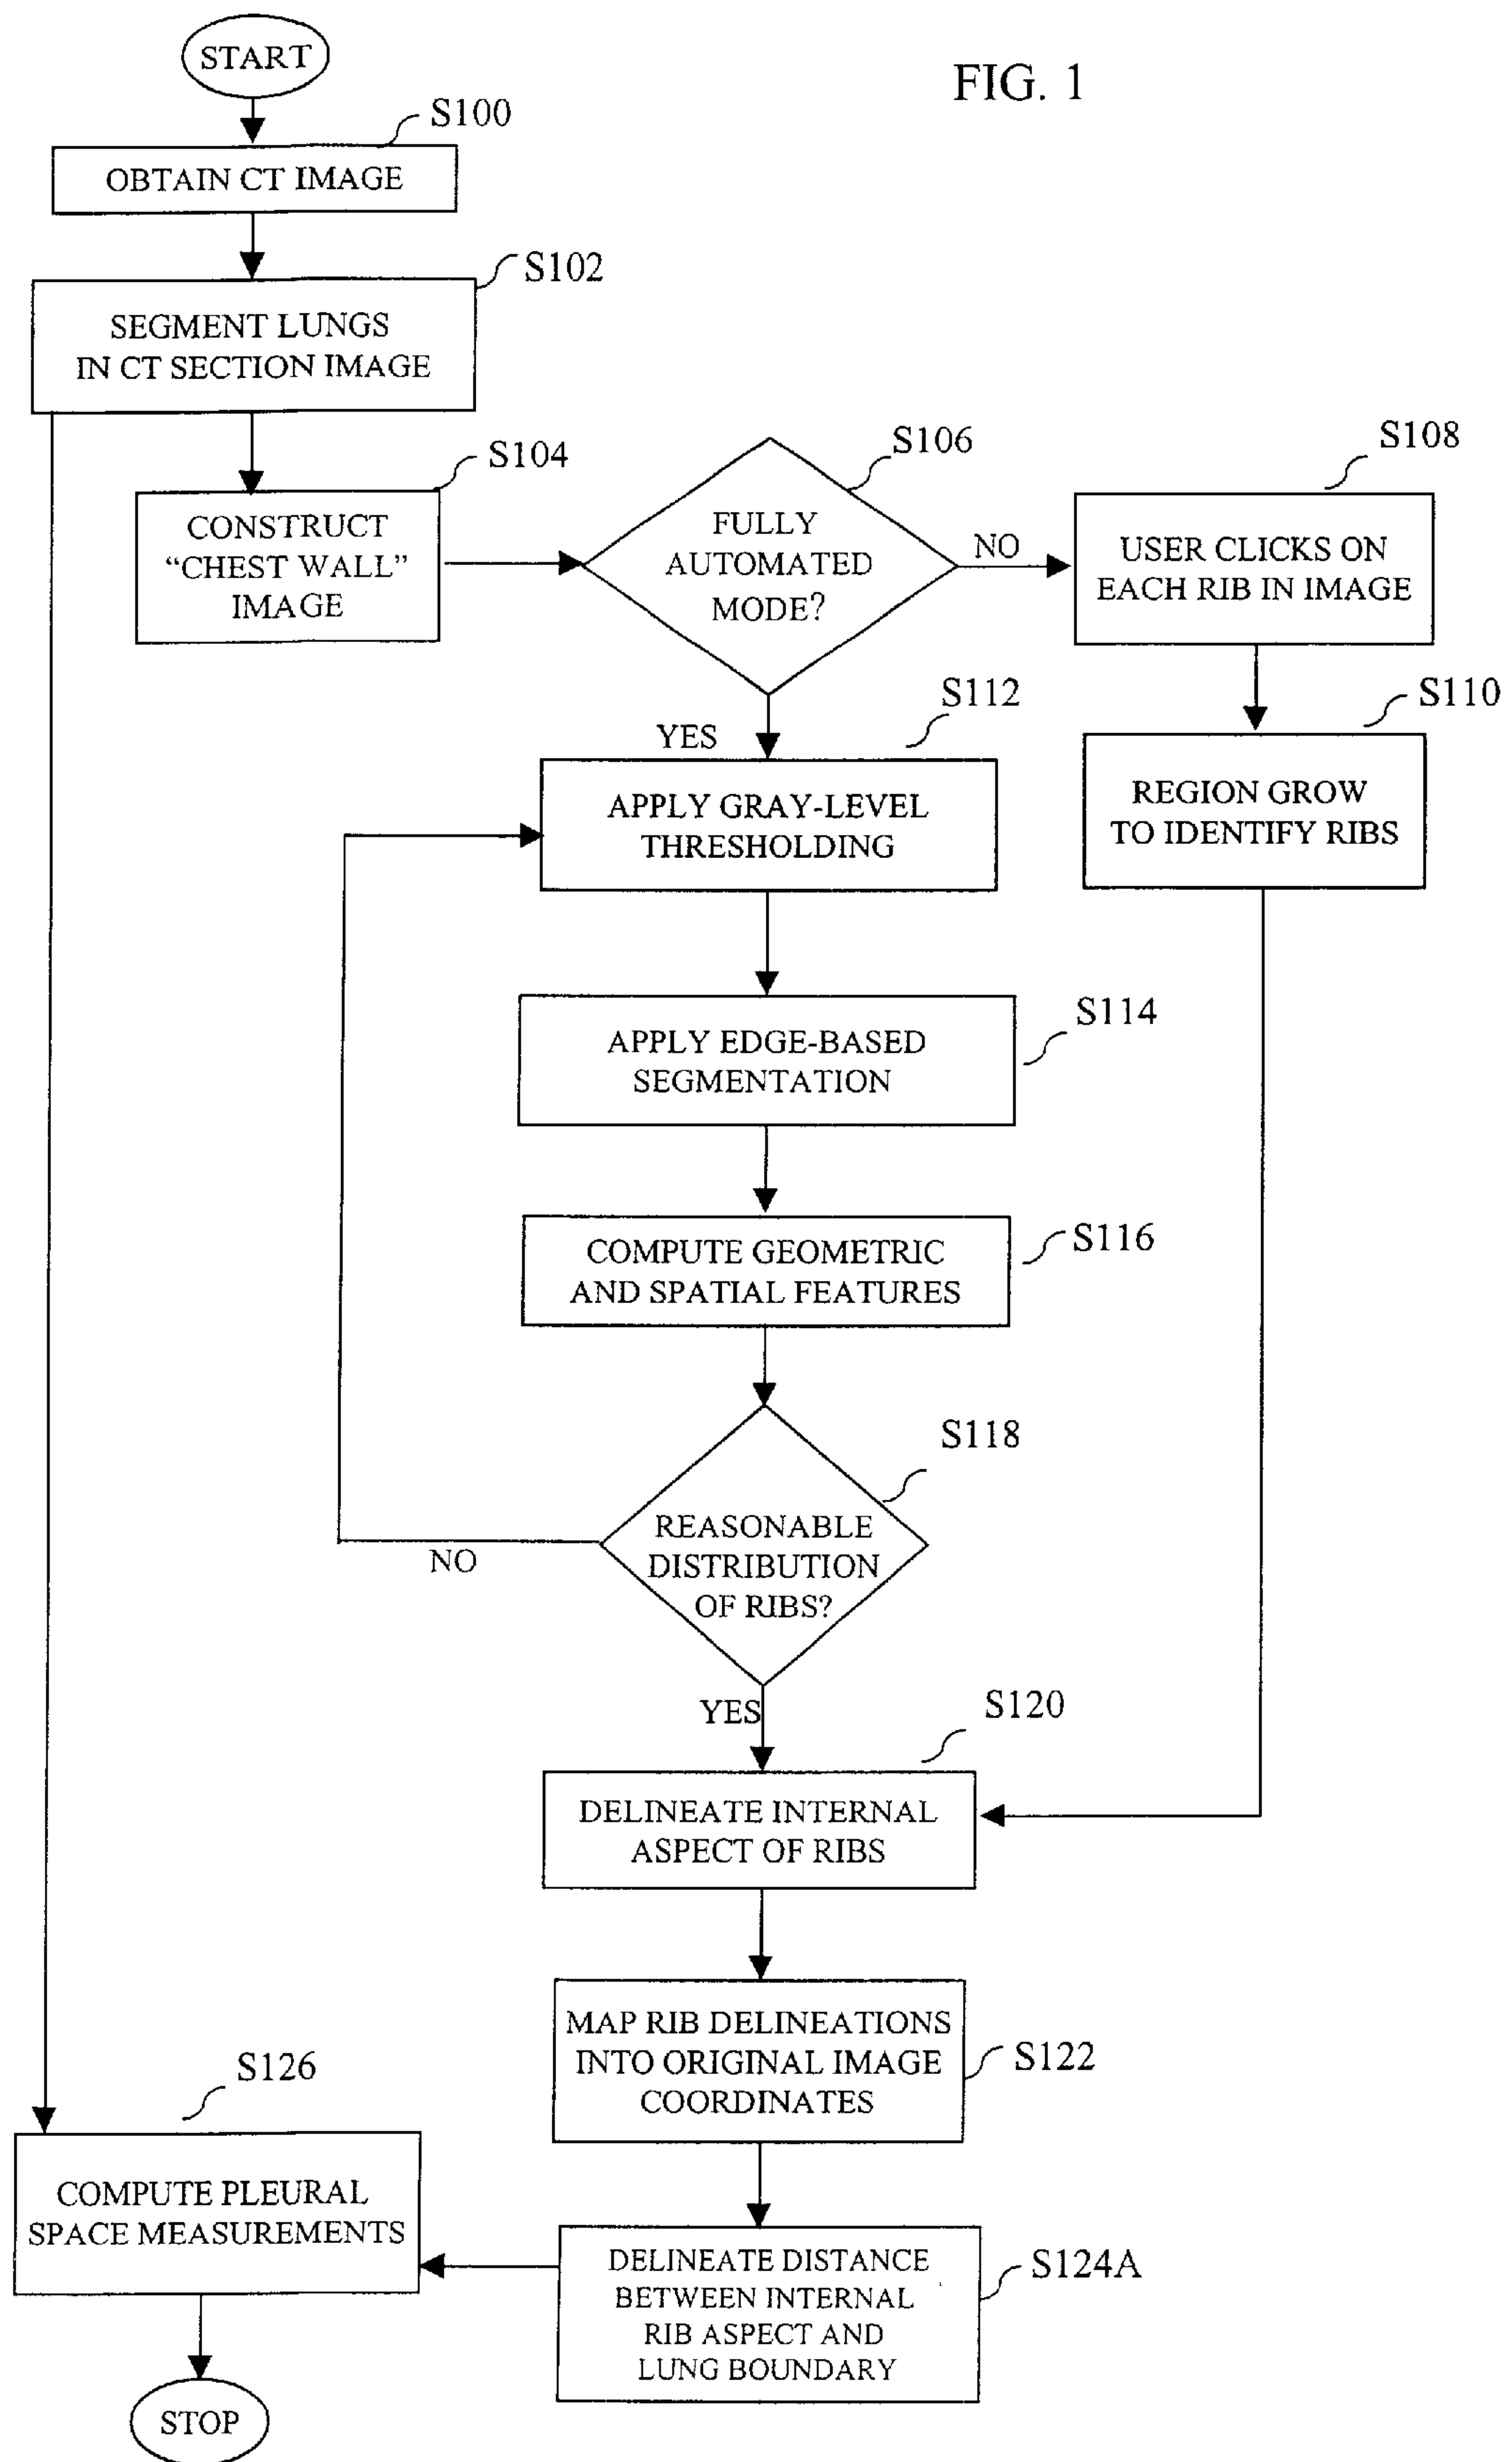 START
FIG. 1
S100
OBTAIN CT IMAGE
S102
SEGMENT LUNGS
IN CT SECTION IMAGE
S104
CONSTRUCT
“CHEST WALL”
IMAGE
S106
FULLY
AUTOMATED
MODE?
NO
S108
USER CLICKS ON
EACH RIB IN IMAGE
S110
REGION GROW
TO IDENTIFY RIBS
YES
S112
APPLY GRAY-LEVEL
THRESHOLDING
S114
APPLY EDGE-BASED
SEGMENTATION
S116
COMPUTE GEOMETRIC
AND SPATIAL FEATURES
S118
REASONABLE
DISTRIBUTION
OF RIBS?
NO
YES
S120
DELINEATE INTERNAL
ASPECT OF RIBS
MAP RIB DELINEATIONS
INTO ORIGINAL IMAGE
COORDINATES
S122
S126
COMPUTE PLEURAL
SPACE MEASUREMENTS
DELINEATE DISTANCE
BETWEEN INTERNAL
RIB ASPECT AND
LUNG BOUNDARY
S124A
STOP